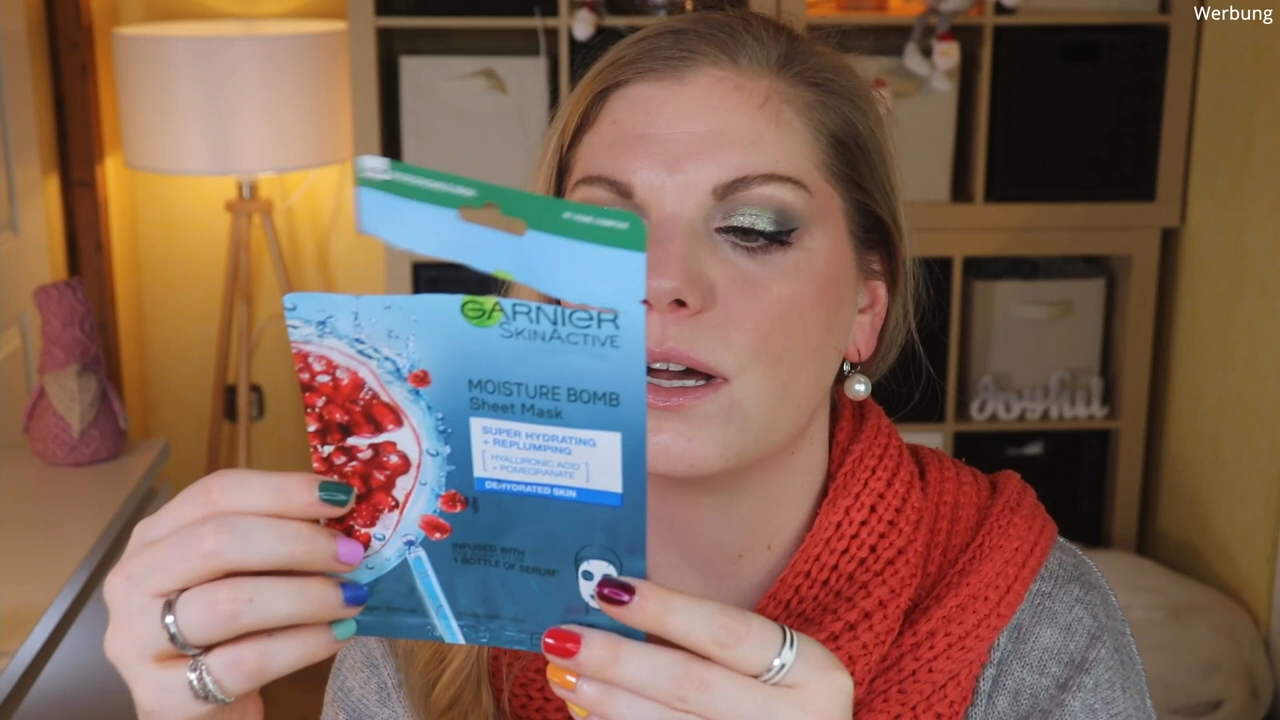 Werbung
GARNIER
SKINACTIVE
MOISTURE BOMB
Sheet Mask
SUPER HYDRATING
+ REPLUMPING
[HYALURONIC ACID
+ POMEGRANATE]
DEHYDRATED SKIN
INFUSED WITH
1 BOTTLE OF SERUM*
Joyful